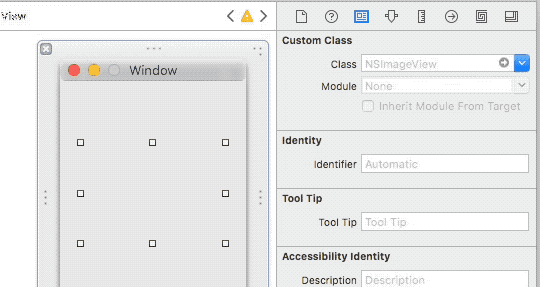 View
Window
Custom Class
Class NSImageView
Module None
Inherit Module From Target
Identity
Identifier Automatic
Tool Tip
Tool Tip Tool Tip
Accessibility Identity
Description Description